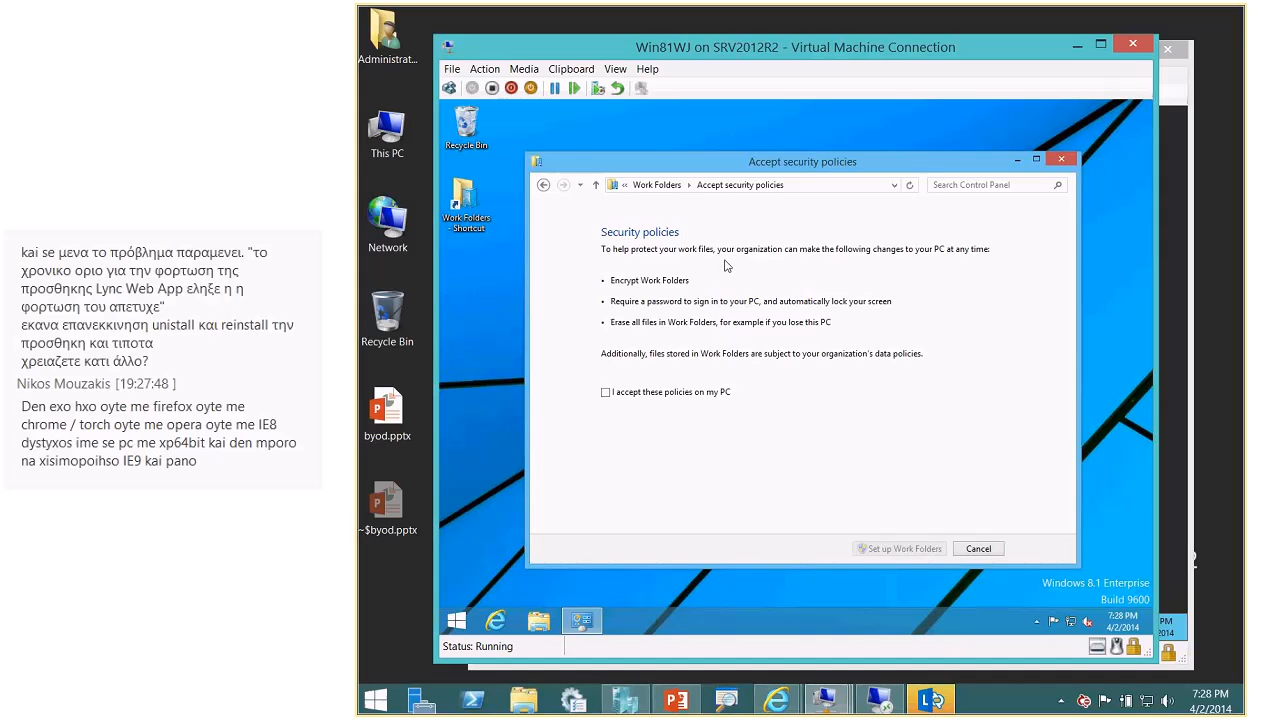 kai se μενα το πρόβλημα παραμενει. "το
χρονικο οριο για την φορτωση της
προσθηκης Lync Web App εληξε η η
φορτωση του απετυχε"
εκανα επανεκκινηση unistall και reinstall την
προσθηκη και τιποτα
χρειαζετε κατι άλλο?
Nikos Mouzakis [19:27:48 ]
Den exo hxo oyte me firefox oyte me
chrome / torch oyte me opera oyte me IE8
dystyxos ime se pc me xp64bit kai den mporo
na xisimopoihso IE9 kai pano
Administrat...
This PC
Network
Recycle Bin
byod.pptx
~$byod.pptx
Win81WJ on SRV2012R2 - Virtual Machine Connection
File Action Media Clipboard View Help
Recycle Bin
Work Folders
- Shortcut
Accept security policies
« Work Folders Accept security policies
Search Control Panel
Security policies
To help protect your work files, your organization can make the following changes to your PC at any time:
• Encrypt Work Folders
• Require a password to sign in to your PC, and automatically lock your screen
• Erase all files in Work Folders, for example if you lose this PC
Additionally, files stored in Work Folders are subject to your organization's data policies.
I accept these policies on my PC
Set up Work Folders Cancel
Windows 8.1 Enterprise
Build 9600
7:28 PM
4/2/2014
PM
2014
Status: Running
7:28 PM
4/2/2014